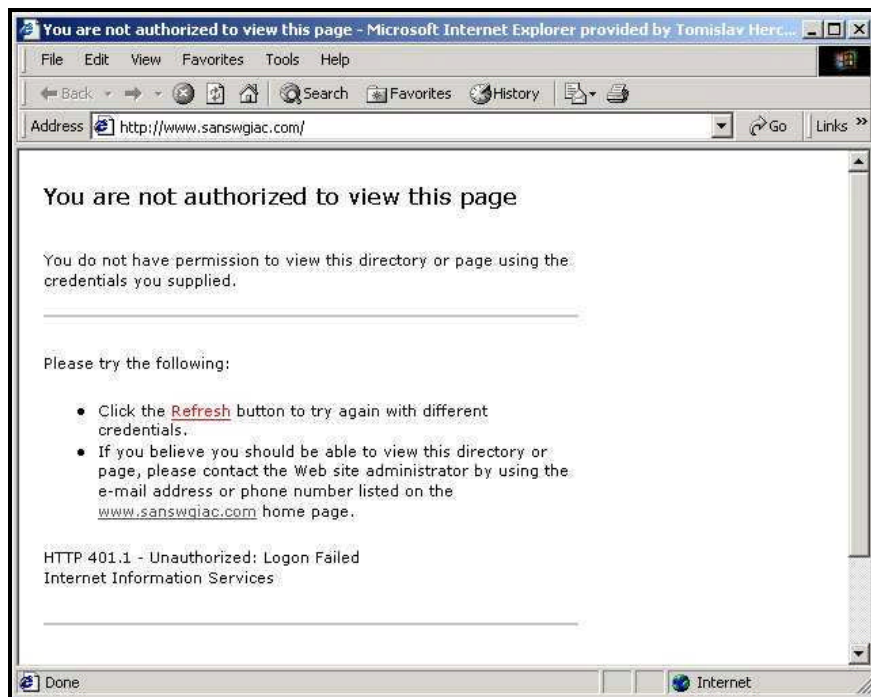 You are not authorized to view this page - Microsoft Internet Explorer provided by Tomislav Herc...
File Edit View Favorites Tools Help
Back Search Favorites History
Address http://www.sanswgiac.com/ Go Links »
You are not authorized to view this page
You do not have permission to view this directory or page using the
credentials you supplied.
Please try the following:
• Click the Refresh button to try again with different
credentials.
• If you believe you should be able to view this directory or
page, please contact the Web site administrator by using the
e-mail address or phone number listed on the
www.sanswgiac.com home page.
HTTP 401.1 - Unauthorized: Logon Failed
Internet Information Services
Done Internet